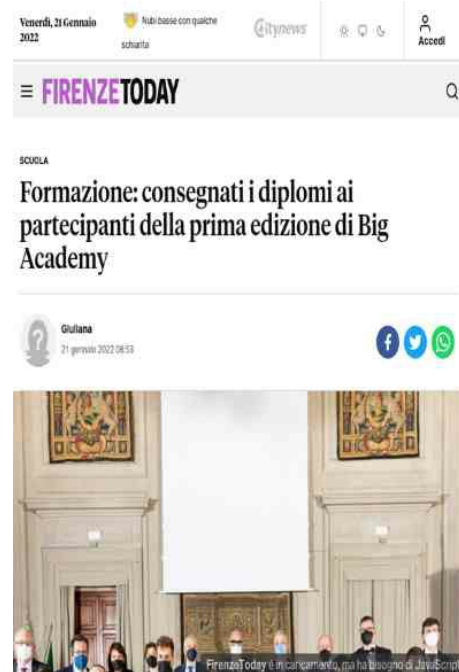 Venerdì, 21 Gennaio
2022
Nubi basse con qualche
schiarita
Citynews
Accedi
FIRENZETODAY
SCUOLA
Formazione: consegnati i diplomi ai
partecipanti della prima edizione di Big
Academy
Giuliana
21 gennaio 2022 08:53
FirenzeToday è in caricamento, ma ha bisogno di JavaScript